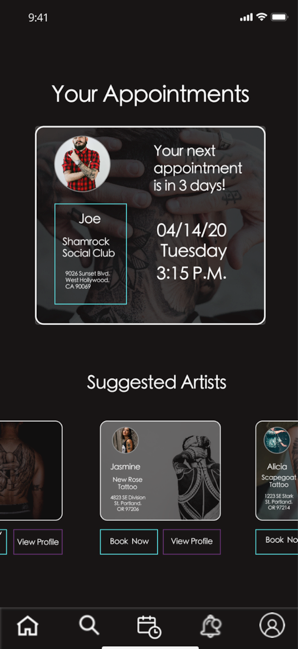 9:41
Your Appointments
Your next
appointment
is in 3 days!
Joe
Shamrock
Social Club
9026 Sunset Blvd.
West Hollywood,
CA 90069
04/14/20
Tuesday
3:15 P.M.
Suggested Artists
Jasmine
New Rose
Tattoo
4823 SE Division
St, Portland,
OR 97206
Alicia
Scapegoat
Tattoo
1223 SE Stark
St, Portland,
OR 97214
View Profile
Book Now
View Profile
Book No